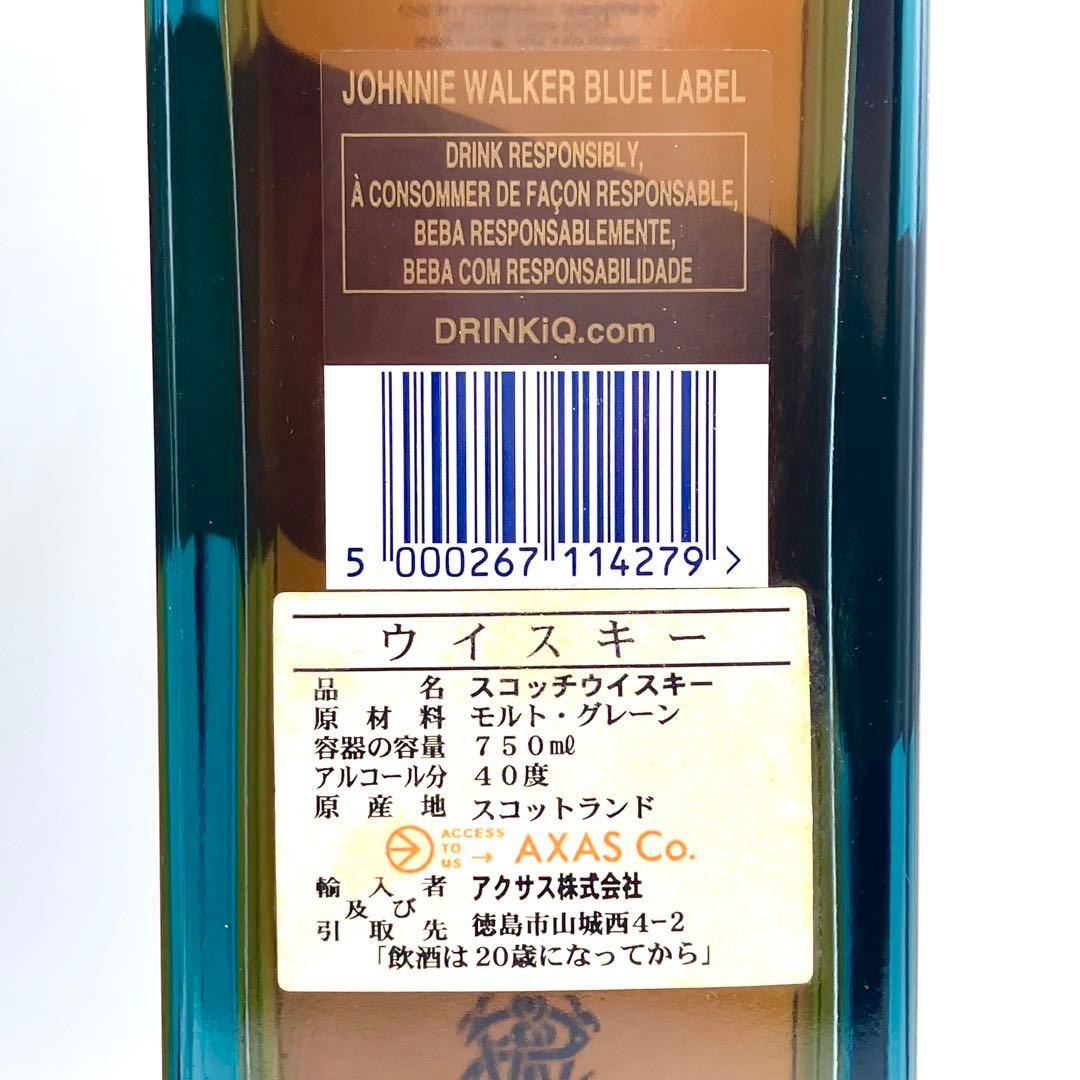 JOHNNIE WALKER BLUE LABEL
DRINK RESPONSIBLY,
À CONSOMMER DE FAÇON RESPONSABLE,
BEBA RESPONSABLEMENTE,
BEBA COM RESPONSABILIDADE
DRINKiQ.com
5 000267 114279 >
ウイスキー
品名 スコッチウイスキー
原材料 モルト・グレーン
容器の容量 750㎖
アルコール分 40度
原産地 スコットランド
ACCESS TO US → AXAS Co.
輸入者 アクサス株式会社
及び
引取先 徳島市山城西4-2
「飲酒は20歳になってから」